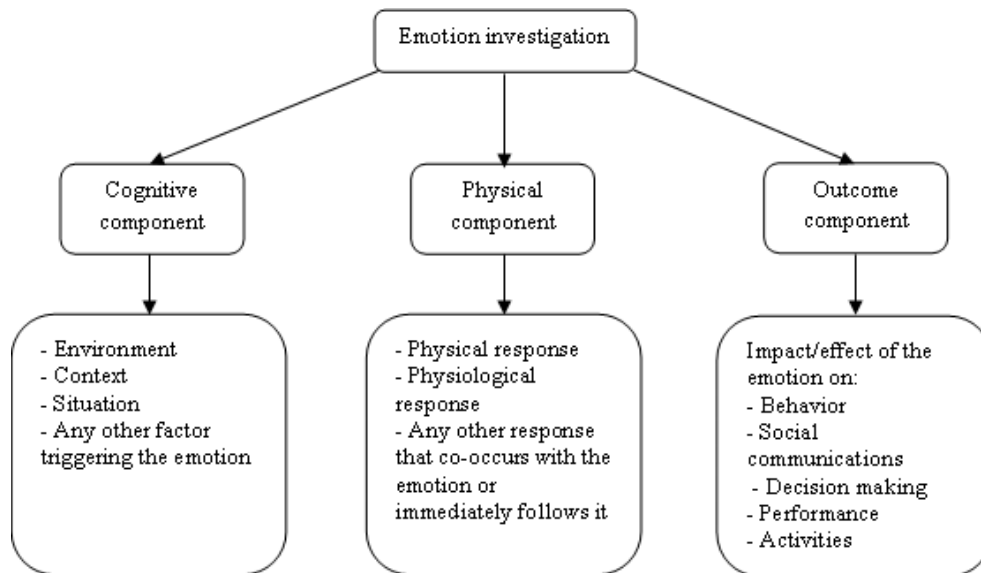 Emotion investigation
Cognitive
component
Physical
component
Outcome
component
- Environment
- Context
- Situation
- Any other factor
triggering the emotion
- Physical response
- Physiological
response
- Any other response
that co-occurs with the
emotion or
immediately follows it
Impact/effect of the
emotion on:
- Behavior
- Social
communications
- Decision making
- Performance
- Activities